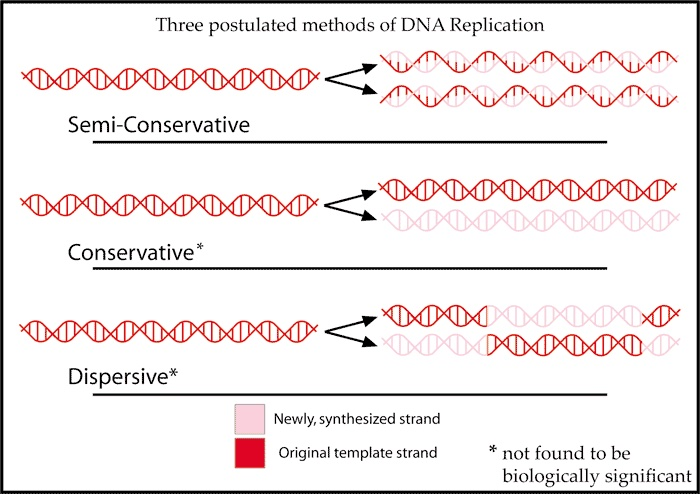 Three postulated methods of DNA Replication
Semi-Conservative
Conservative*
Dispersive*
Newly, synthesized strand
Original template strand
* not found to be
biologically significant